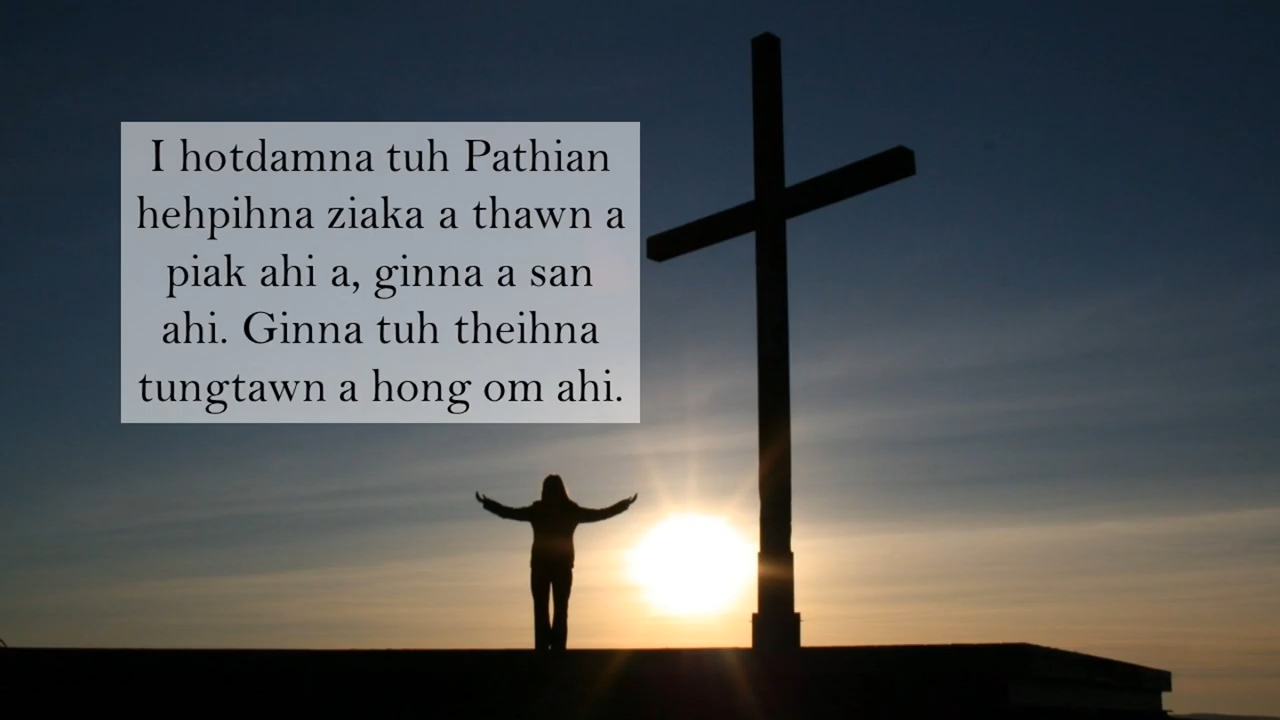 I hotdamna tuh Pathian
hehpihna ziaka a thawn a
piak ahi a, ginna a san
ahi. Ginna tuh theihna
tungtawn a hong om ahi.